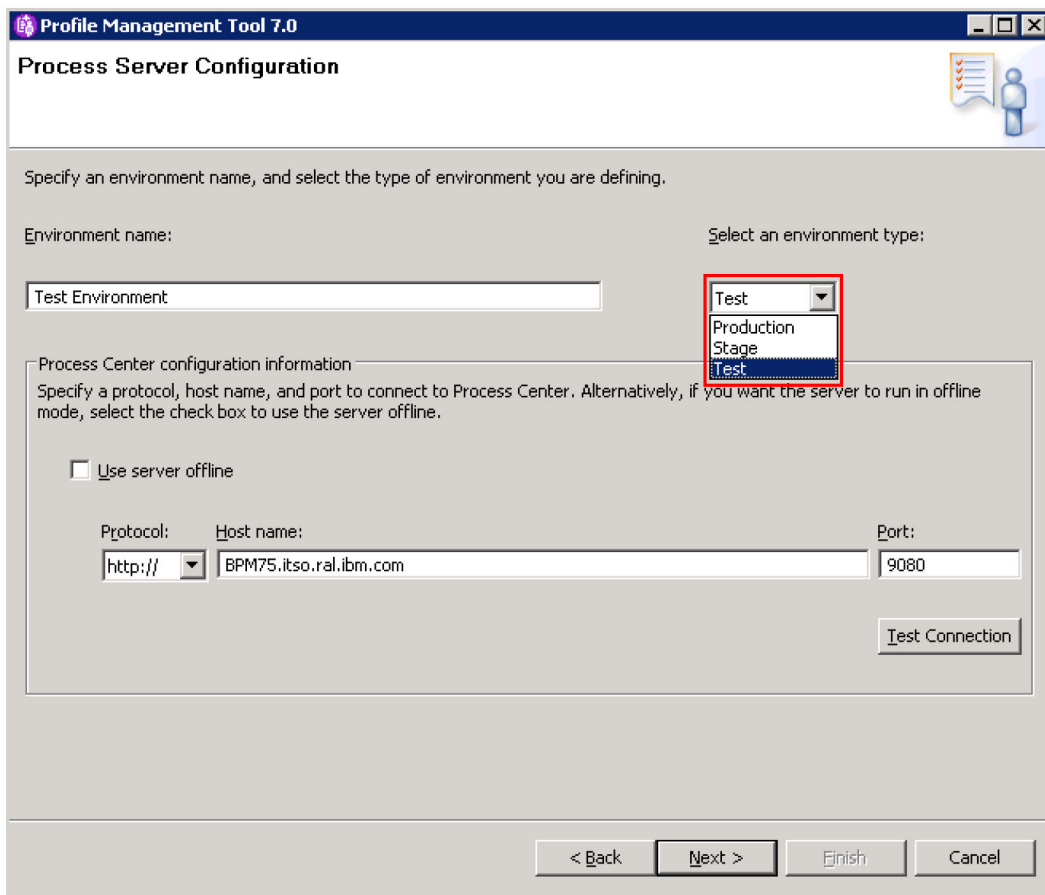 Profile Management Tool 7.0
Process Server Configuration
Specify an environment name, and select the type of environment you are defining.
Environment name:
Select an environment type:
Test Environment
Test
Production
Stage
Test
Process Center configuration information
Specify a protocol, host name, and port to connect to Process Center. Alternatively, if you want the server to run in offline
mode, select the check box to use the server offline.
Use server offline
Protocol:
Host name:
Port:
http://
BPM75.itso.ral.ibm.com
9080
Test Connection
< Back
Next >
Finish
Cancel